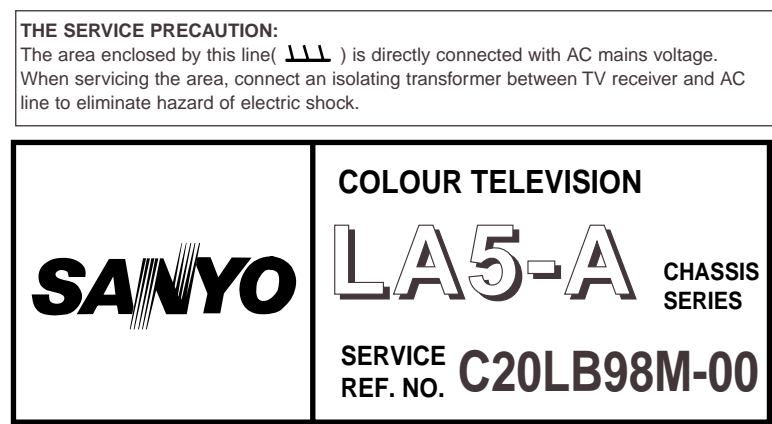 THE SERVICE PRECAUTION:
The area enclosed by this line( ) is directly connected with AC mains voltage.
When servicing the area, connect an isolating transformer between TV receiver and AC
line to eliminate hazard of electric shock.
SANYO
COLOUR TELEVISION
LA5-A CHASSIS
SERIES
SERVICE
REF. NO. C20LB98M-00